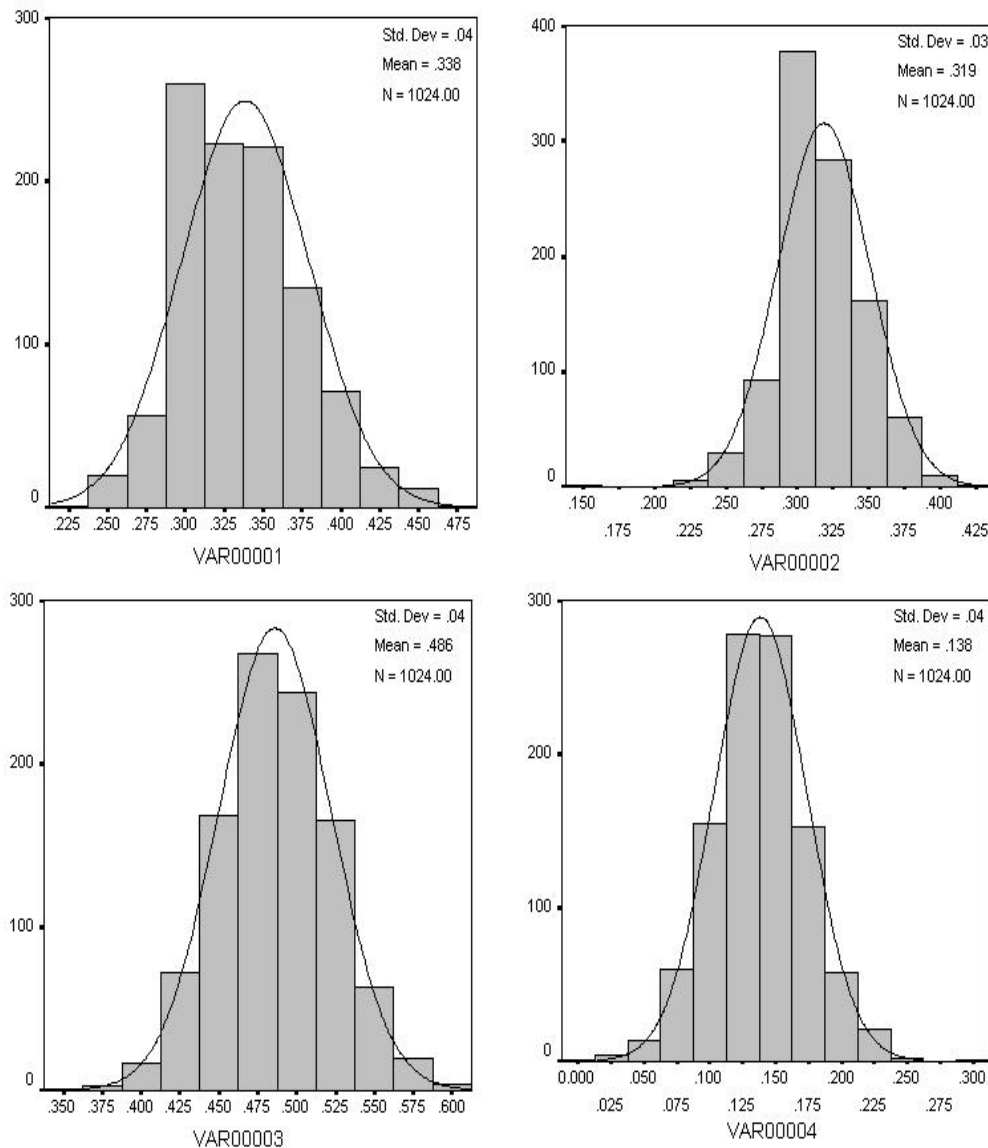 300
200
100
0
Std. Dev = .04
Mean = .338
N = 1024.00
.225 .250 .275 .300 .325 .350 .375 .400 .425 .450 .475
VAR00001
400
300
200
100
0
Std. Dev = .03
Mean = .319
N = 1024.00
.150 .200 .250 .300 .350 .400
.175 .225 .275 .325 .375 .425
VAR00002
300
200
100
0
Std. Dev = .04
Mean = .486
N = 1024.00
.350 .375 .400 .425 .450 .475 .500 .525 .550 .575 .600
VAR00003
300
200
100
0
Std. Dev = .04
Mean = .138
N = 1024.00
0.000 .050 .100 .150 .200 .250 .300
.025 .075 .125 .175 .225 .275
VAR00004